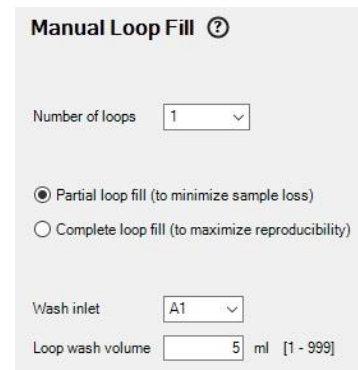 Manual Loop Fill ?
Number of loops 1
Partial loop fill (to minimize sample loss)
Complete loop fill (to maximize reproducibility)
Wash inlet A1
Loop wash volume 5 ml [1 - 999]